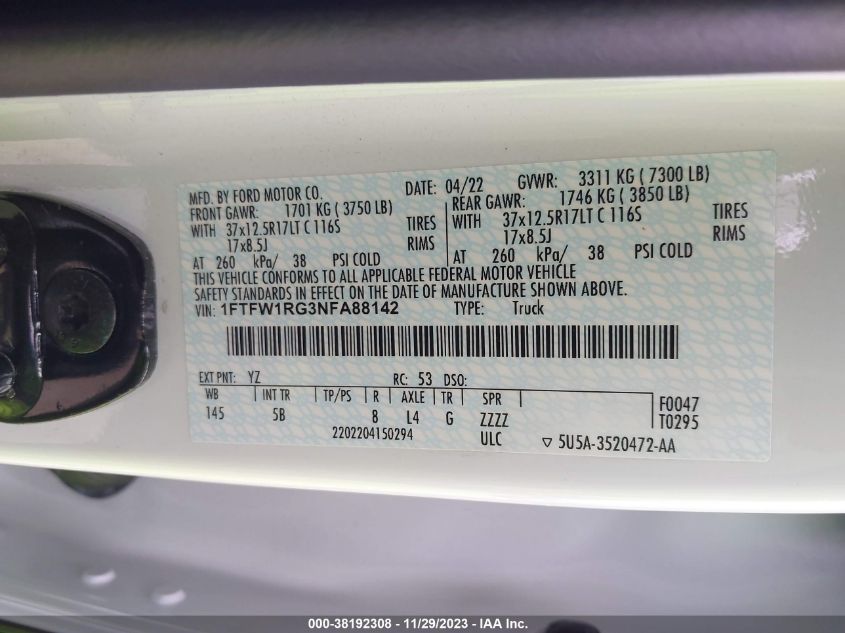 MFD. BY FORD MOTOR CO. DATE: 04/22 GVWR: 3311 KG ( 7300 LB)
FRONT GAWR: 1701 KG ( 3750 LB) REAR GAWR: 1746 KG ( 3850 LB)
WITH 37x12.5R17LT C 116S TIRES WITH 37x12.5R17LT C 116S TIRES
17x8.5J RIMS 17x8.5J RIMS
AT 260 kPa/ 38 PSI COLD AT 260 kPa/ 38 PSI COLD
THIS VEHICLE CONFORMS TO ALL APPLICABLE FEDERAL MOTOR VEHICLE
SAFETY STANDARDS IN EFFECT ON THE DATE OF MANUFACTURE SHOWN ABOVE.
VIN: 1FTFW1RG3NFA88142 TYPE: Truck
EXT PNT: YZ RC: 53 DSO:
WB INT TR TP/PS R AXLE TR SPR F0047
145 5B 8 L4 G ZZZZ T0295
2202204150294 ULC ▽ 5U5A-3520472-AA
000-38192308 - 11/29/2023 - IAA Inc.